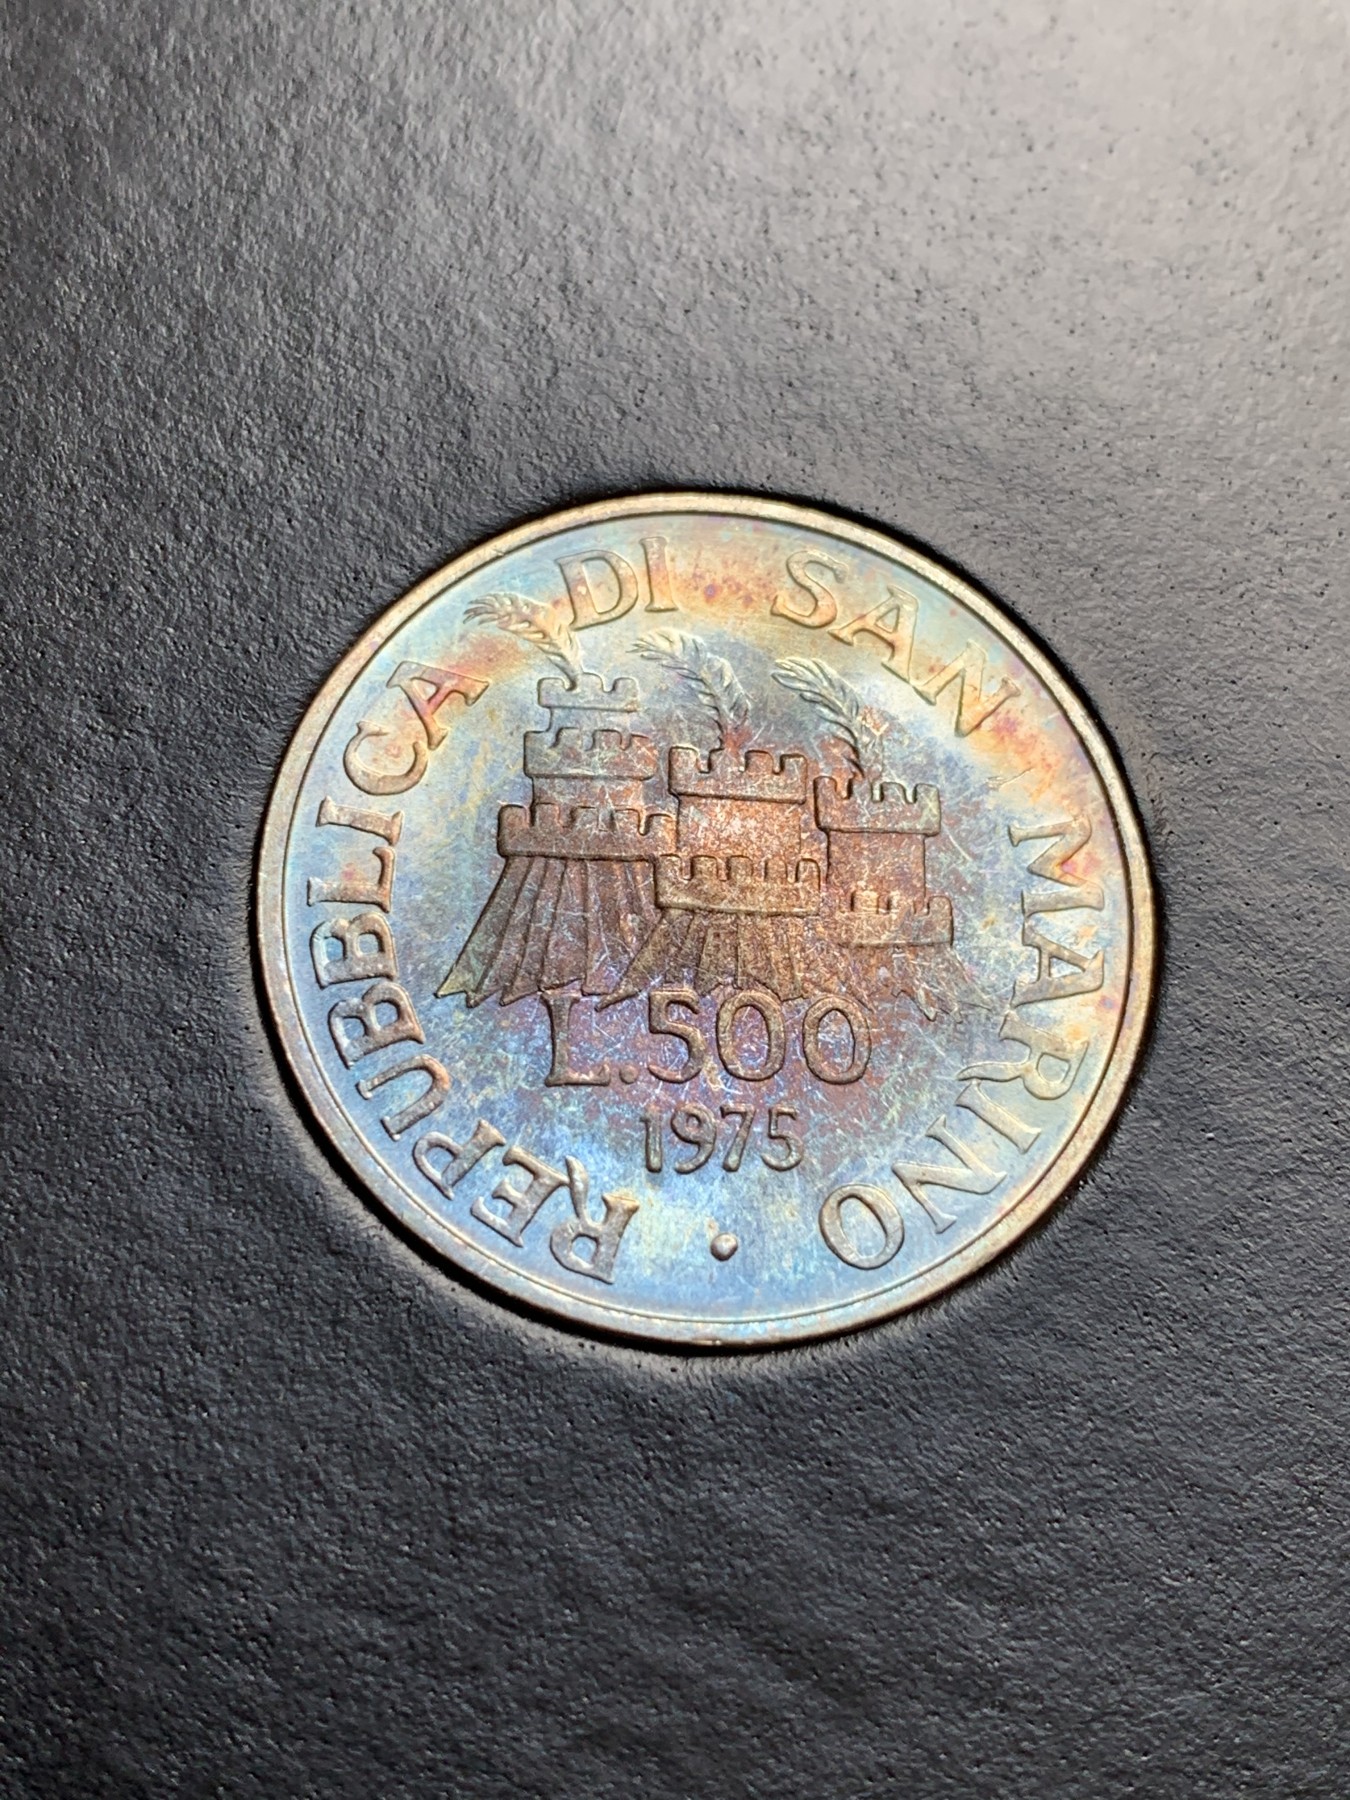 REPUBBLICA DI SAN MARINO
L.500
1975